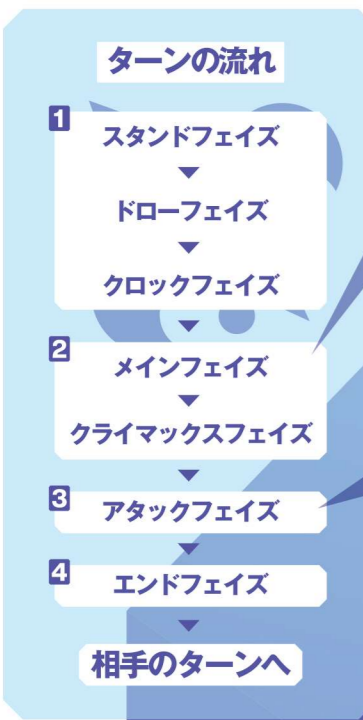 ターンの流れ
1
スタンドフェイズ
ドローフェイズ
クロックフェイズ
2
メインフェイズ
クライマックスフェイズ
3
アタックフェイズ
4
エンドフェイズ
相手のターンへ